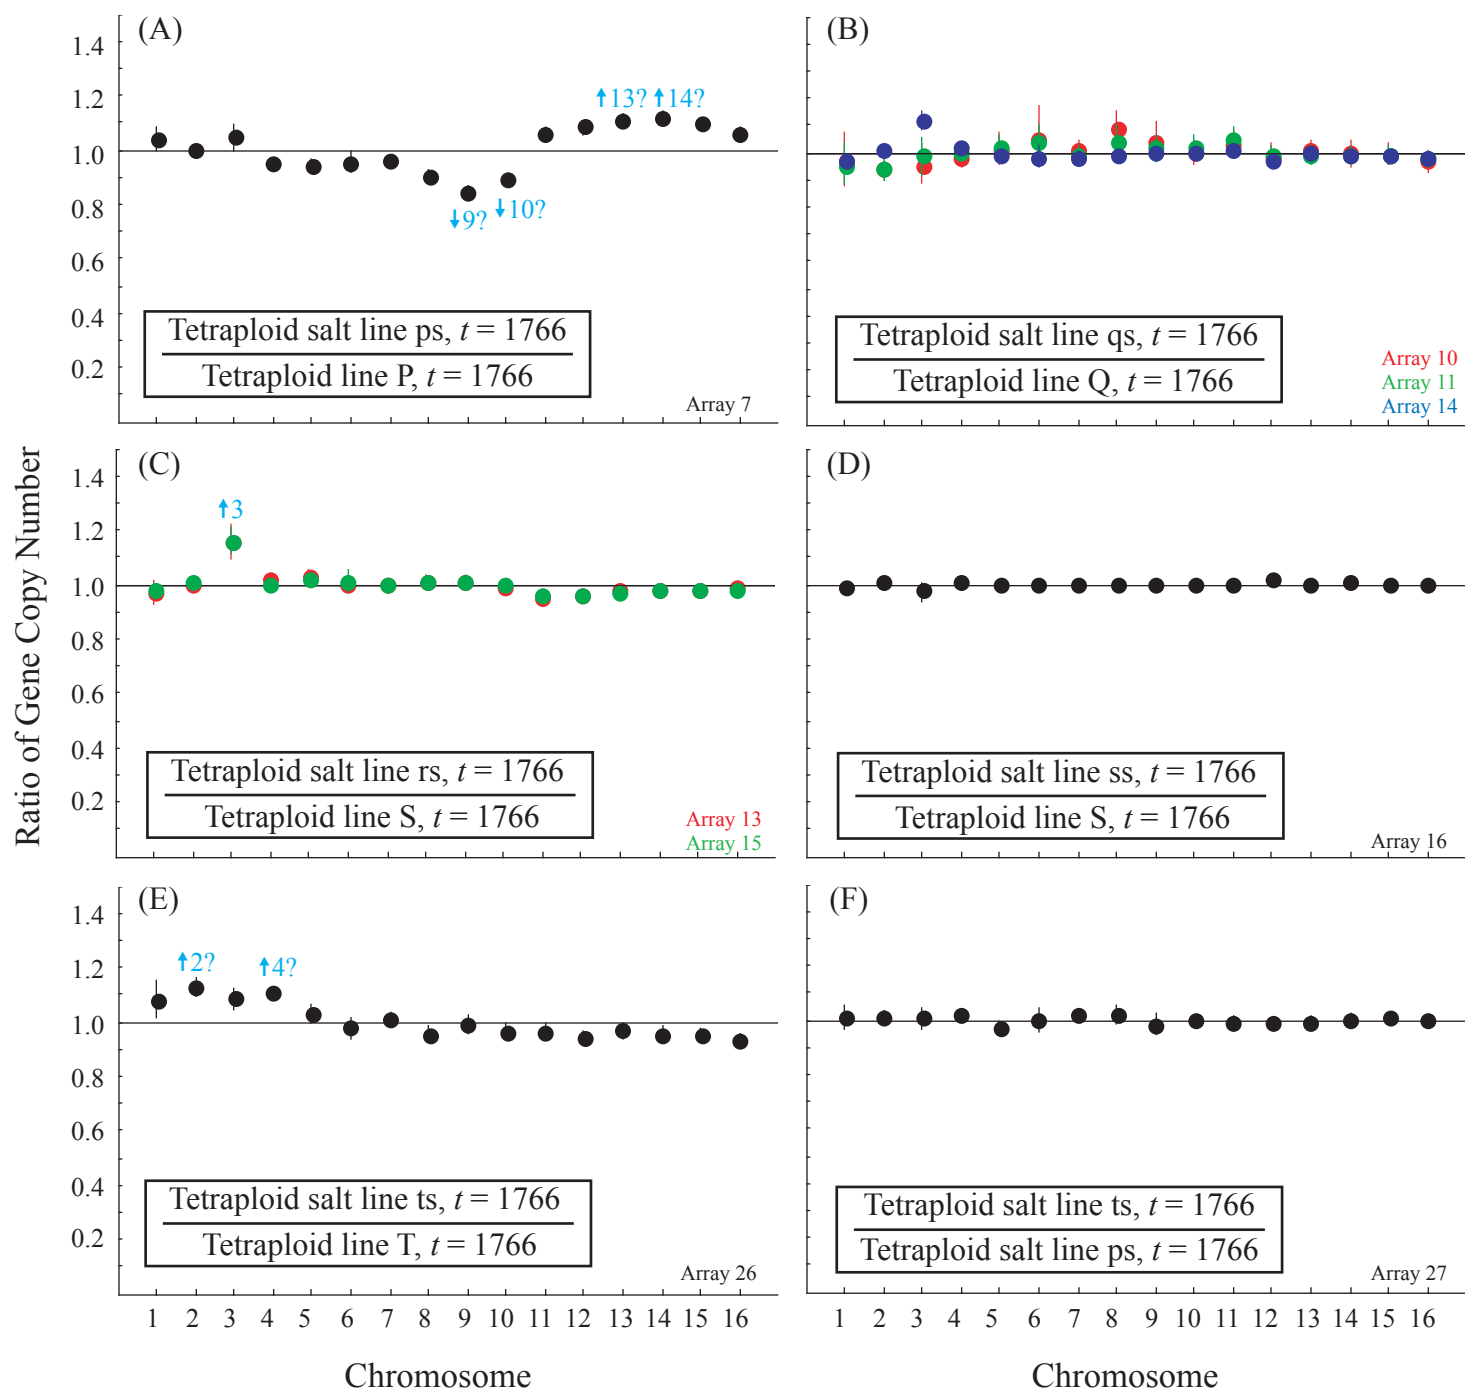 (A)
1.4
1.2
1.0
0.8
0.6
0.4
0.2
↑13? ↑14?
↓9? ↓10?
Tetraploid salt line ps, t = 1766
Tetraploid line P, t = 1766
Array 7
(B)
Tetraploid salt line qs, t = 1766
Tetraploid line Q, t = 1766
Array 10
Array 11
Array 14
Ratio of Gene Copy Number
(C)
1.4
1.2
1.0
0.8
0.6
0.4
0.2
↑3
Tetraploid salt line rs, t = 1766
Tetraploid line S, t = 1766
Array 13
Array 15
(D)
Tetraploid salt line ss, t = 1766
Tetraploid line S, t = 1766
Array 16
(E)
1.4
1.2
1.0
0.8
0.6
0.4
0.2
↑2? ↑4?
Tetraploid salt line ts, t = 1766
Tetraploid line T, t = 1766
Array 26
1 2 3 4 5 6 7 8 9 10 11 12 13 14 15 16
Chromosome
(F)
Tetraploid salt line ts, t = 1766
Tetraploid salt line ps, t = 1766
Array 27
1 2 3 4 5 6 7 8 9 10 11 12 13 14 15 16
Chromosome